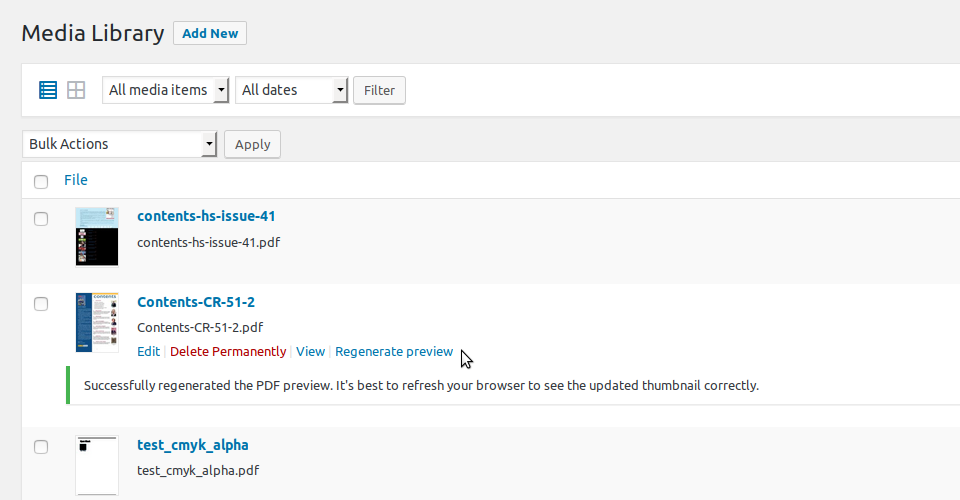 Media Library Add New
All media items All dates Filter
Bulk Actions Apply
File
contents-hs-issue-41
contents-hs-issue-41.pdf
Contents-CR-51-2
Contents-CR-51-2.pdf
Edit | Delete Permanently | View | Regenerate preview
Successfully regenerated the PDF preview. It's best to refresh your browser to see the updated thumbnail correctly.
test_cmyk_alpha
test_cmyk_alpha.pdf